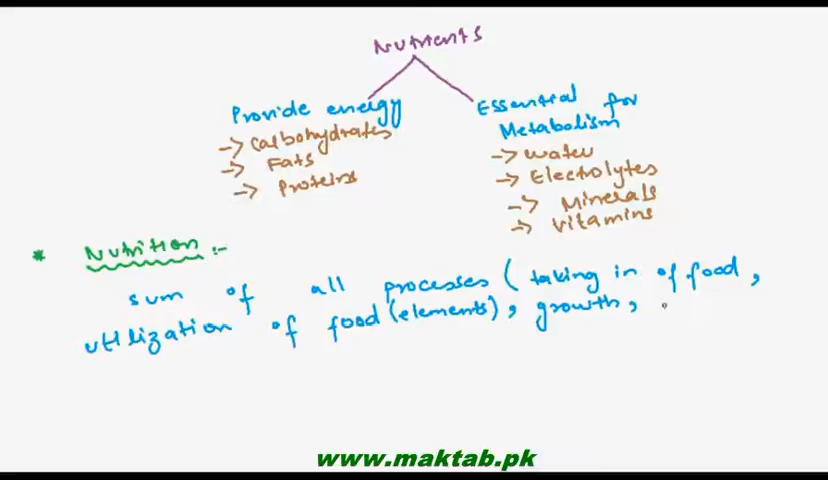 Nutrients
Provide energy
Essential for
Metabolism
→ Carbohydrates
→ Fats
→ Proteins
→ Water
→ Electrolytes
→ Minerals
→ Vitamins
* Nutrition :-
sum of all processes ( taking in of food ,
utilization of food (elements) , growth ,
www.maktab.pk